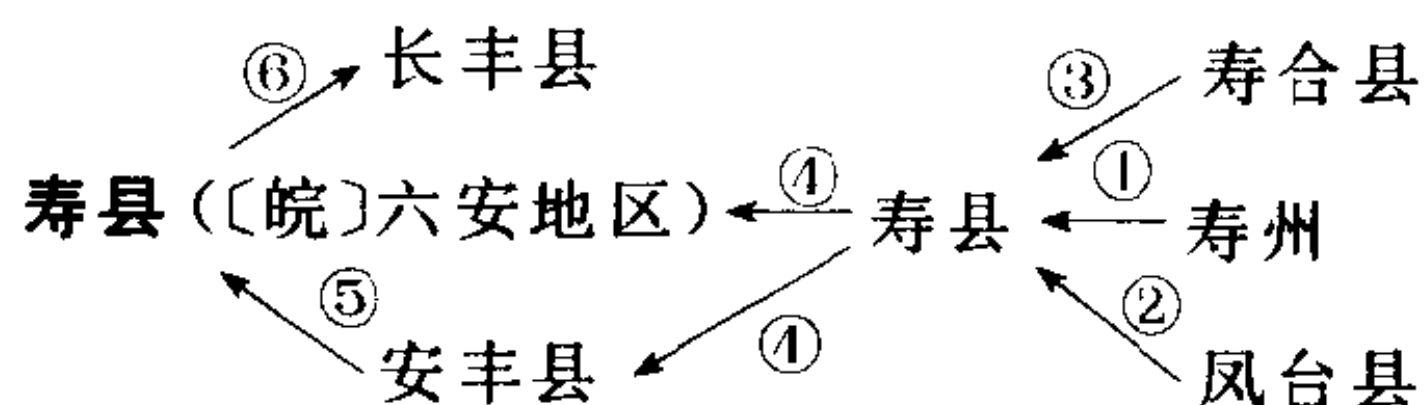 ⑥ 长丰县 ③ 寿合县
寿县(〔皖〕六安地区) ④ 寿县 ① 寿州
⑤ 安丰县 ④ ② 凤台县